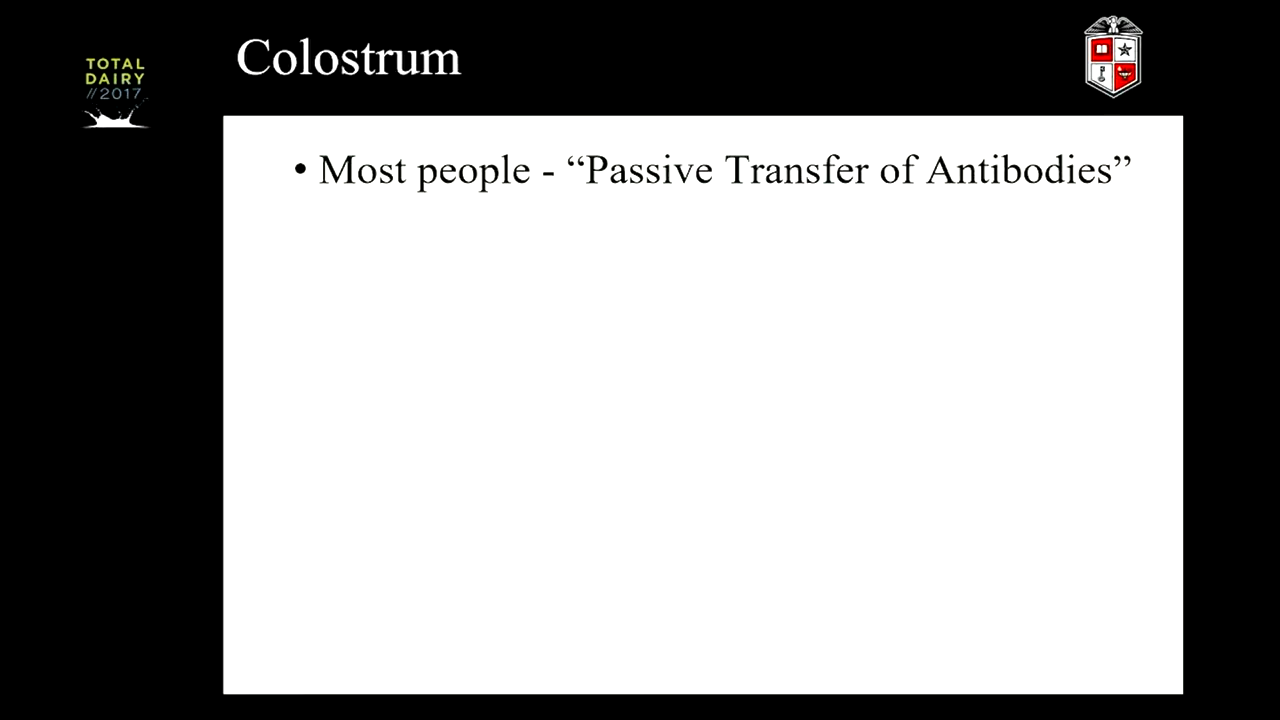 TOTAL
DAIRY
//2017
Colostrum
• Most people - “Passive Transfer of Antibodies”